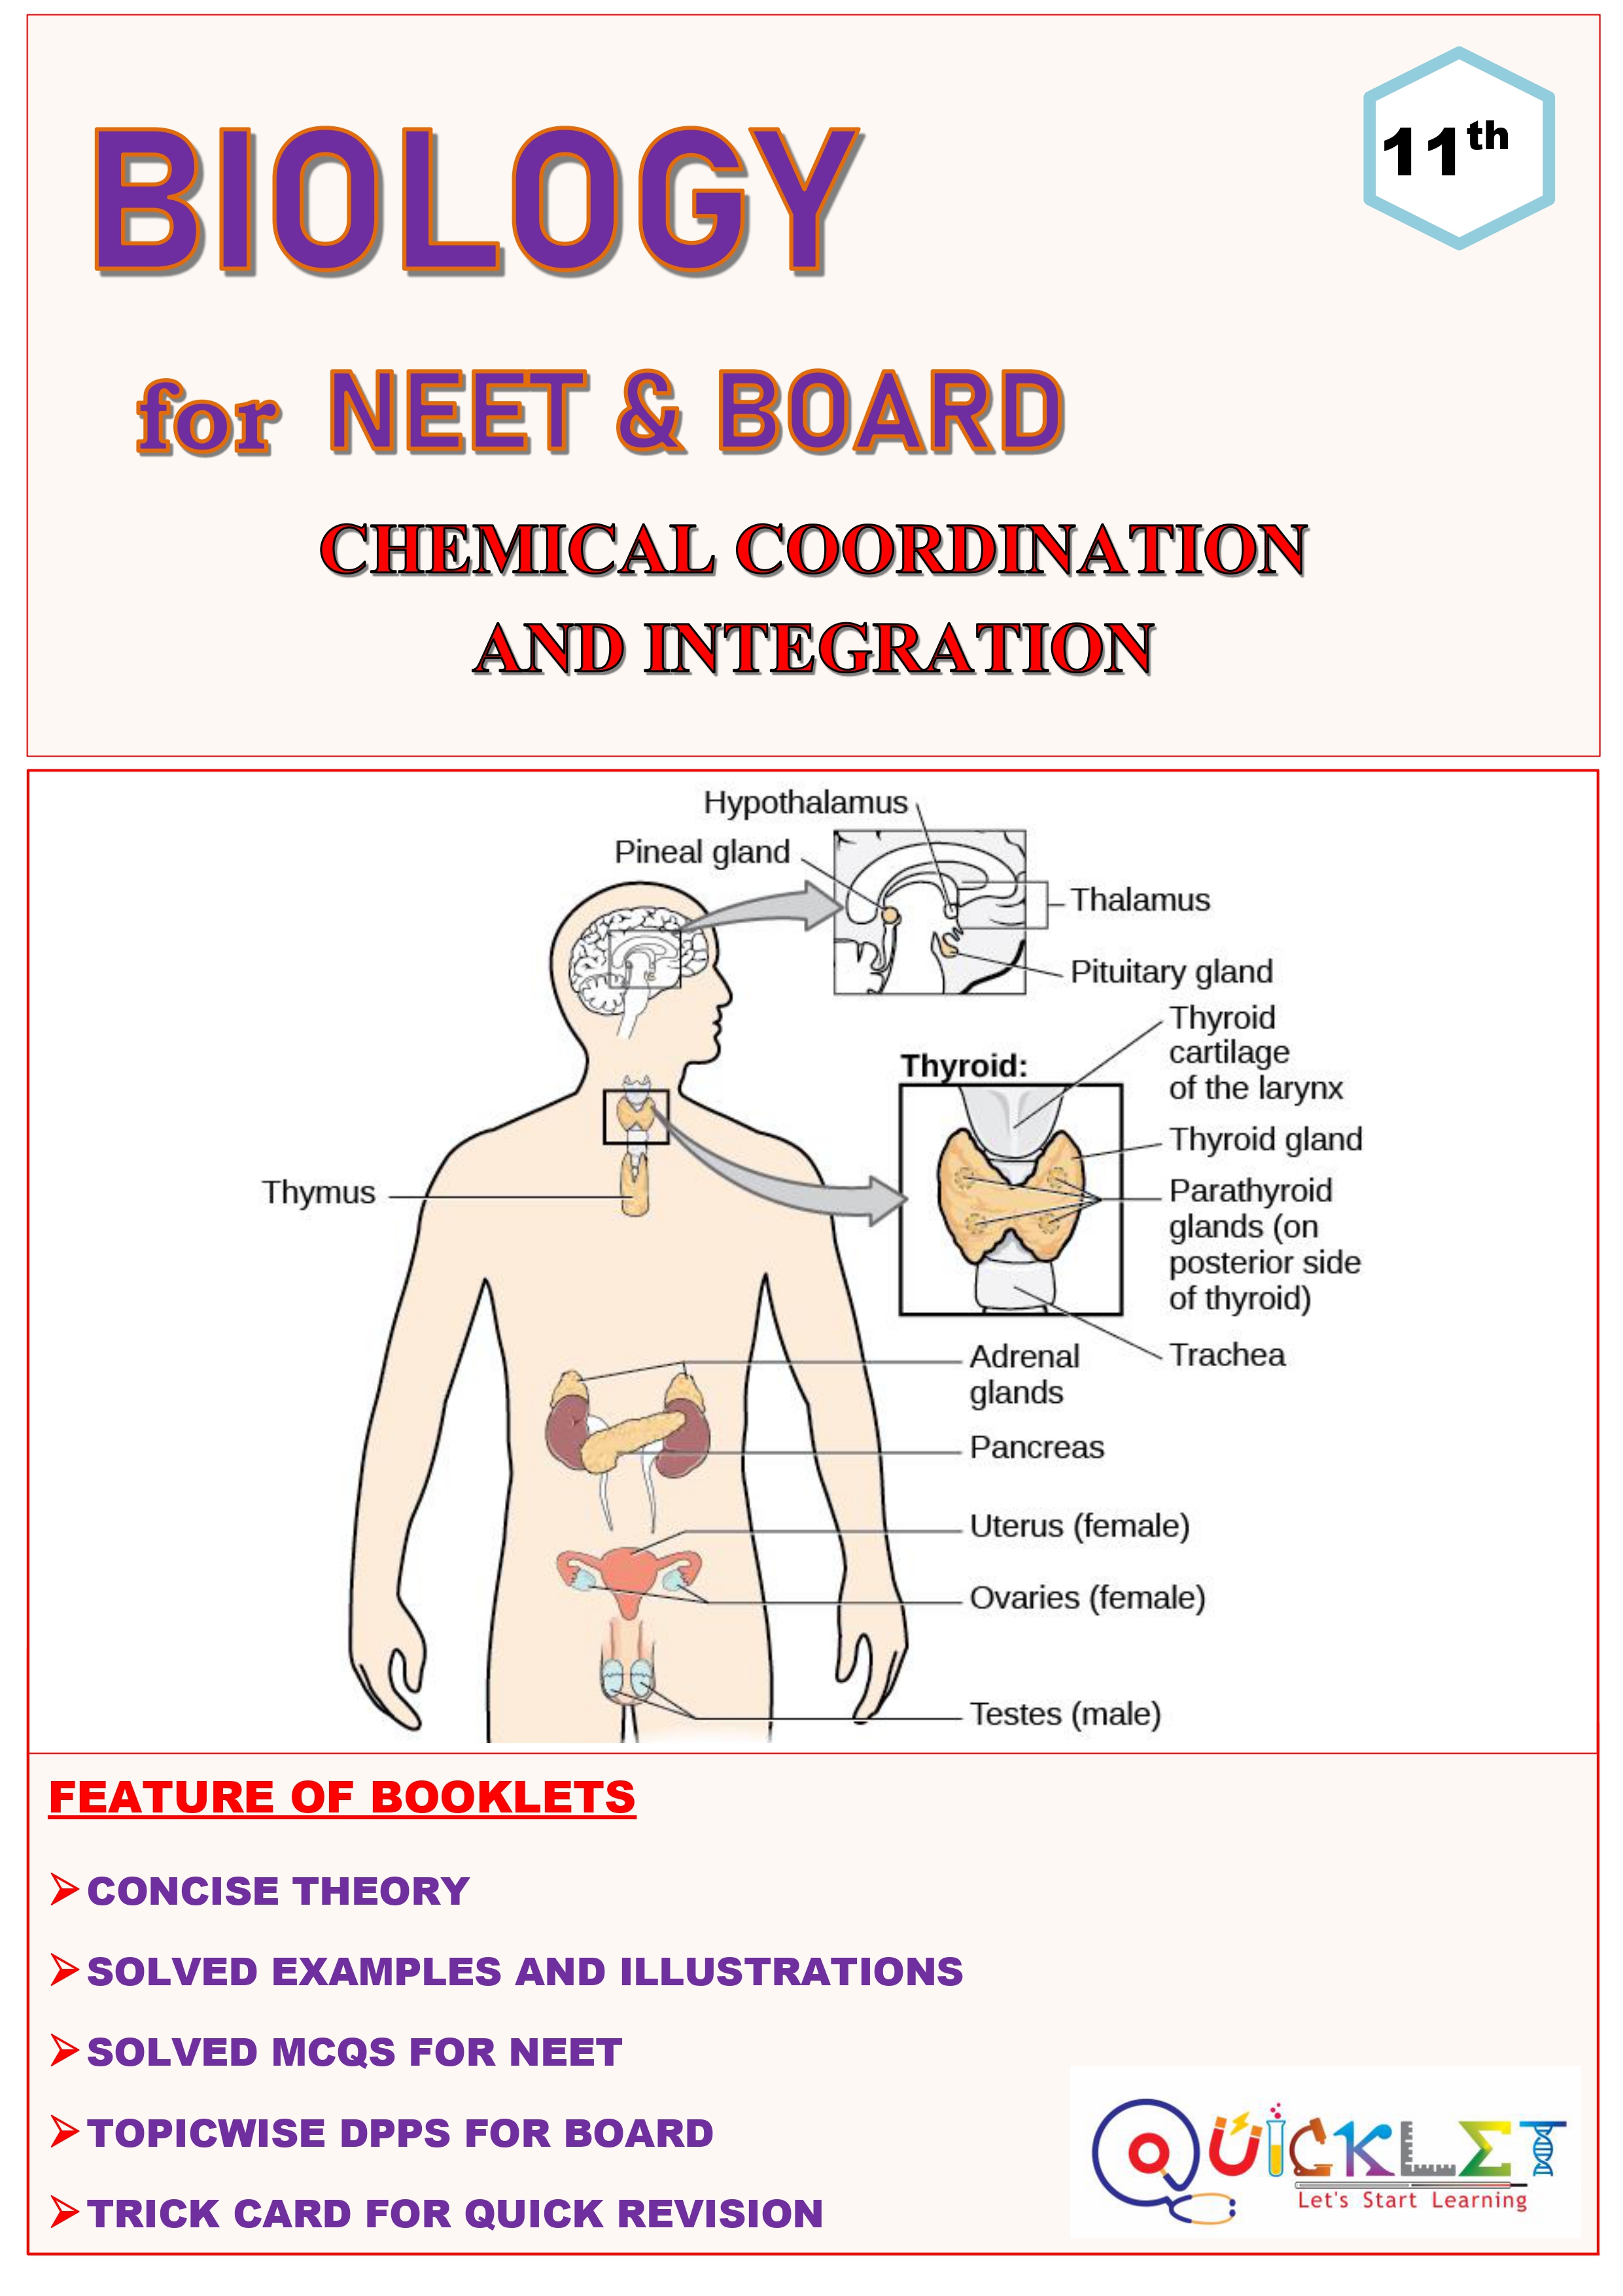 BIOLOGY
11th
for NEET & BOARD
CHEMICAL COORDINATION
AND INTEGRATION
Hypothalamus
Pineal gland
Thalamus
Pituitary gland
Thyroid
cartilage
of the larynx
Thyroid:
Thyroid gland
Thymus
Parathyroid
glands (on
posterior side
of thyroid)
Trachea
Adrenal
glands
Pancreas
Uterus (female)
Ovaries (female)
Testes (male)
FEATURE OF BOOKLETS
CONCISE THEORY
SOLVED EXAMPLES AND ILLUSTRATIONS
SOLVED MCQS FOR NEET
TOPICWISE DPPS FOR BOARD
TRICK CARD FOR QUICK REVISION
QUICKLET
Let's Start Learning